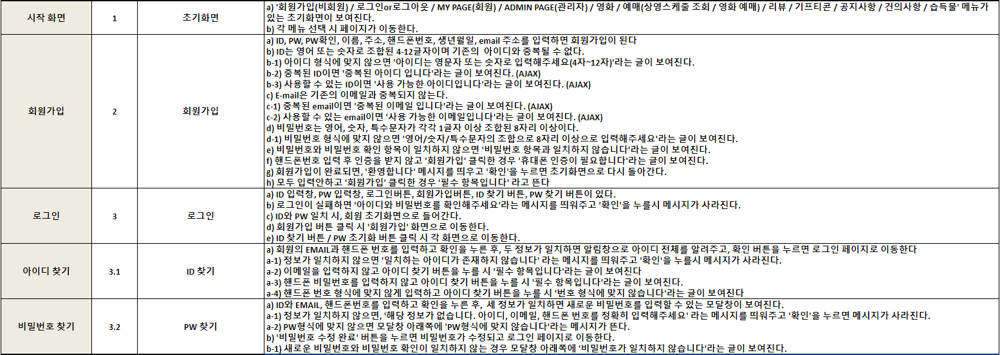 시작 화면
1
초기화면
a) '회원가입(비회원) / 로그인or로그아웃 / MY PAGE(회원) / ADMIN PAGE(관리자) / 영화 / 예매(상영스케줄 조회 / 영화 예매) / 리뷰 / 기프티콘 / 공지사항 / 건의사항 / 습득물' 메뉴가
있는 초기화면이 보여진다.
b) 각 메뉴 선택 시 페이지가 이동한다.
회원가입
2
회원가입
a) ID, PW, PW확인, 이름, 주소, 핸드폰번호, 생년월일, email 주소를 입력하면 회원가입이 된다
b) ID는 영어 또는 숫자로 조합된 4-12글자이며 기존의 아이디와 중복될 수 없다.
b-1) 아이디 형식에 맞지 않으면 '아이디는 영문자 또는 숫자로 입력해주세요(4자~12자)'라는 글이 보여진다.
b-2) 중복된 ID이면 '중복된 아이디 입니다'라는 글이 보여진다. (AJAX)
b-3) 사용할 수 있는 ID이면 '사용 가능한 아이디입니다'라는 글이 보여진다. (AJAX)
c) E-mail은 기존의 이메일과 중복되지 않는다.
c-1) 중복된 email이면 '중복된 이메일 입니다'라는 글이 보여진다. (AJAX)
c-2) 사용할 수 있는 email이면 '사용 가능한 이메일입니다'라는 글이 보여진다. (AJAX)
d) 비밀번호는 영어, 숫자, 특수문자가 각각 1글자 이상 조합된 8자리 이상이다.
d-1) 비밀번호 형식에 맞지 않으면 '영어/숫자/특수문자의 조합으로 8자리 이상으로 입력해주세요'라는 글이 보여진다.
e) 비밀번호와 비밀번호 확인 항목이 일치하지 않으면 '비밀번호 항목과 일치하지 않습니다'라는 글이 보여진다.
f) 핸드폰번호 입력 후 인증을 받지 않고 '회원가입' 클릭한 경우 '휴대폰 인증이 필요합니다'라는 글이 보여진다.
g) 회원가입이 완료되면, '환영합니다' 메시지를 띄우고 '확인'을 누르면 초기화면으로 다시 돌아간다.
h) 모두 입력안하고 '회원가입' 클릭한 경우 '필수 항목입니다' 라고 뜬다
로그인
3
로그인
a) ID 입력창, PW 입력창, 로그인버튼, 회원가입버튼, ID 찾기 버튼, PW 찾기 버튼이 있다.
b) 로그인이 실패하면 '아이디와 비밀번호를 확인해주세요'라는 메시지를 띄워주고 '확인'을 누를시 메시지가 사라진다.
c) ID와 PW 일치 시, 회원 초기화면으로 들어간다.
d) 회원가입 버튼 클릭 시 '회원가입' 화면으로 이동한다.
e) ID 찾기 버튼 / PW 초기화 버튼 클릭 시 각 화면으로 이동한다.
아이디 찾기
3.1
ID 찾기
a) 회원의 EMAIL과 핸드폰 번호를 입력하고 확인을 누른 후, 두 정보가 일치하면 알림창으로 아이디 전체를 알려주고, 확인 버튼을 누르면 로그인 페이지로 이동한다
a-1) 정보가 일치하지 않으면 '일치하는 아이디가 존재하지 않습니다' 라는 메시지를 띄워주고 '확인'을 누를시 메시지가 사라진다.
a-2) 이메일을 입력하지 않고 아이디 찾기 버튼을 누를 시 '필수 항목입니다'라는 글이 보여진다
a-3) 핸드폰 비밀번호를 입력하지 않고 아이디 찾기 버튼을 누를 시 '필수 항목입니다'라는 글이 보여진다.
a-4) 핸드폰 번호 형식에 맞지 않게 입력하고 아이디 찾기 버튼을 누를 시 '번호 형식에 맞지 않습니다'라는 글이 보여진다
비밀번호 찾기
3.2
PW 찾기
a) ID와 EMAIL, 핸드폰번호를 입력하고 확인을 누른 후, 세 정보가 일치하면 새로운 비밀번호를 입력할 수 있는 모달창이 보여진다.
a-1) 정보가 일치하지 않으면, '해당 정보가 없습니다. 아이디, 이메일, 핸드폰 번호를 정확히 입력해주세요' 라는 메시지를 띄워주고 '확인'을 누르면 메시지가 사라진다.
a-2) PW형식에 맞지 않으면 모달창 아래쪽에 'PW형식에 맞지 않습니다'라는 메시지가 뜬다.
b) '비밀번호 수정 완료' 버튼을 누르면 비밀번호가 수정되고 로그인 페이지로 이동한다.
b-1) 새로운 비밀번호와 비밀번호 확인이 일치하지 않는 경우 모달창 아래쪽에 '비밀번호가 일치하지 않습니다'라는 글이 보여진다.